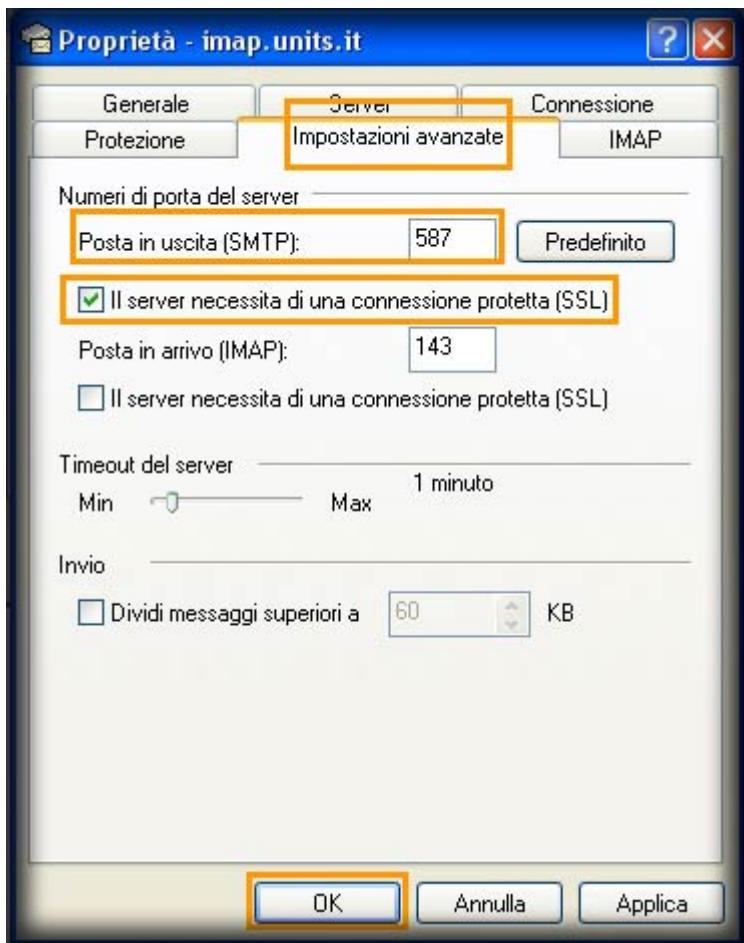 Proprietà - imap.units.it
Generale Server Connessione
Protezione Impostazioni avanzate IMAP
Numeri di porta del server
Posta in uscita (SMTP): 587 Predefinito
Il server necessita di una connessione protetta (SSL)
Posta in arrivo (IMAP): 143
Il server necessita di una connessione protetta (SSL)
Timeout del server
Min Max 1 minuto
Invio
Dividi messaggi superiori a 60 KB
OK Annulla Applica